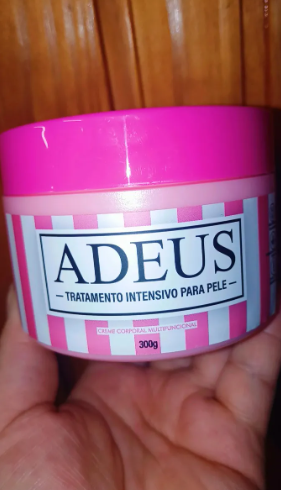 ADEUS
— TRATAMENTO INTENSIVO PARA PELE —
CREME CORPORAL MULTIFUNCIONAL
300g